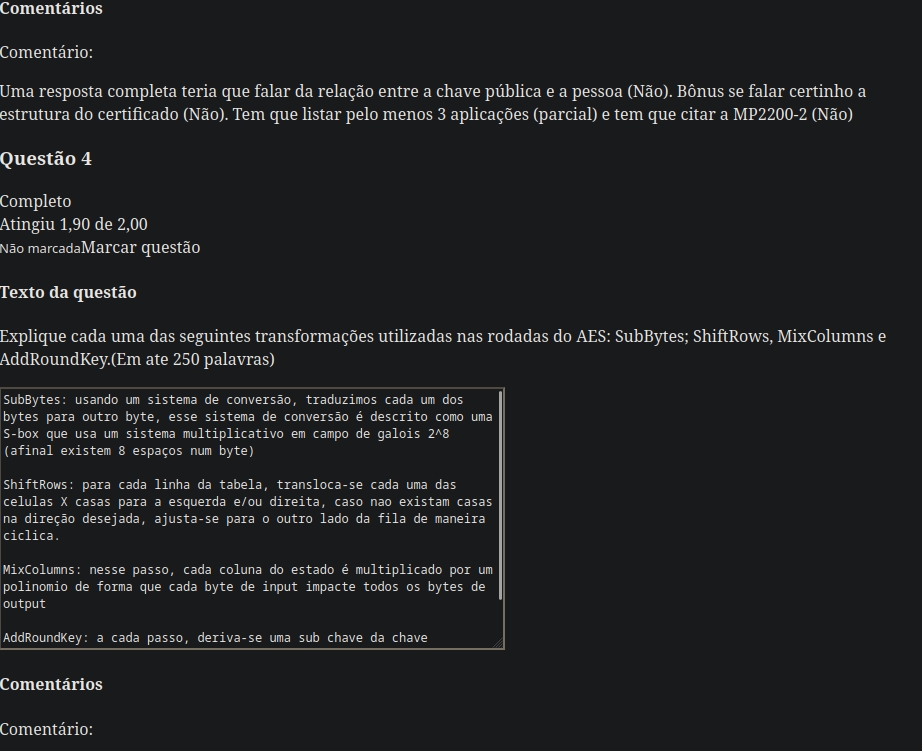 Comentários
Comentário:
Uma resposta completa teria que falar da relação entre a chave pública e a pessoa (Não). Bônus se falar certinho a
estrutura do certificado (Não). Tem que listar pelo menos 3 aplicações (parcial) e tem que citar a MP2200-2 (Não)
Questão 4
Completo
Atingiu 1,90 de 2,00
Não marcadaMarcar questão
Texto da questão
Explique cada uma das seguintes transformações utilizadas nas rodadas do AES: SubBytes; ShiftRows, MixColumns e
AddRoundKey.(Em ate 250 palavras)
SubBytes: usando um sistema de conversão, traduzimos cada um dos
bytes para outro byte, esse sistema de conversão é descrito como uma
S-box que usa um sistema multiplicativo em campo de galois 2^8
(afinal existem 8 espaços num byte)
ShiftRows: para cada linha da tabela, transloca-se cada uma das
celulas X casas para a esquerda e/ou direita, caso nao existam casas
na direção desejada, ajusta-se para o outro lado da fila de maneira
ciclica.
MixColumns: nesse passo, cada coluna do estado é multiplicado por um
polinomio de forma que cada byte de input impacte todos os bytes de
output
AddRoundKey: a cada passo, deriva-se uma sub chave da chave
Comentários
Comentário: